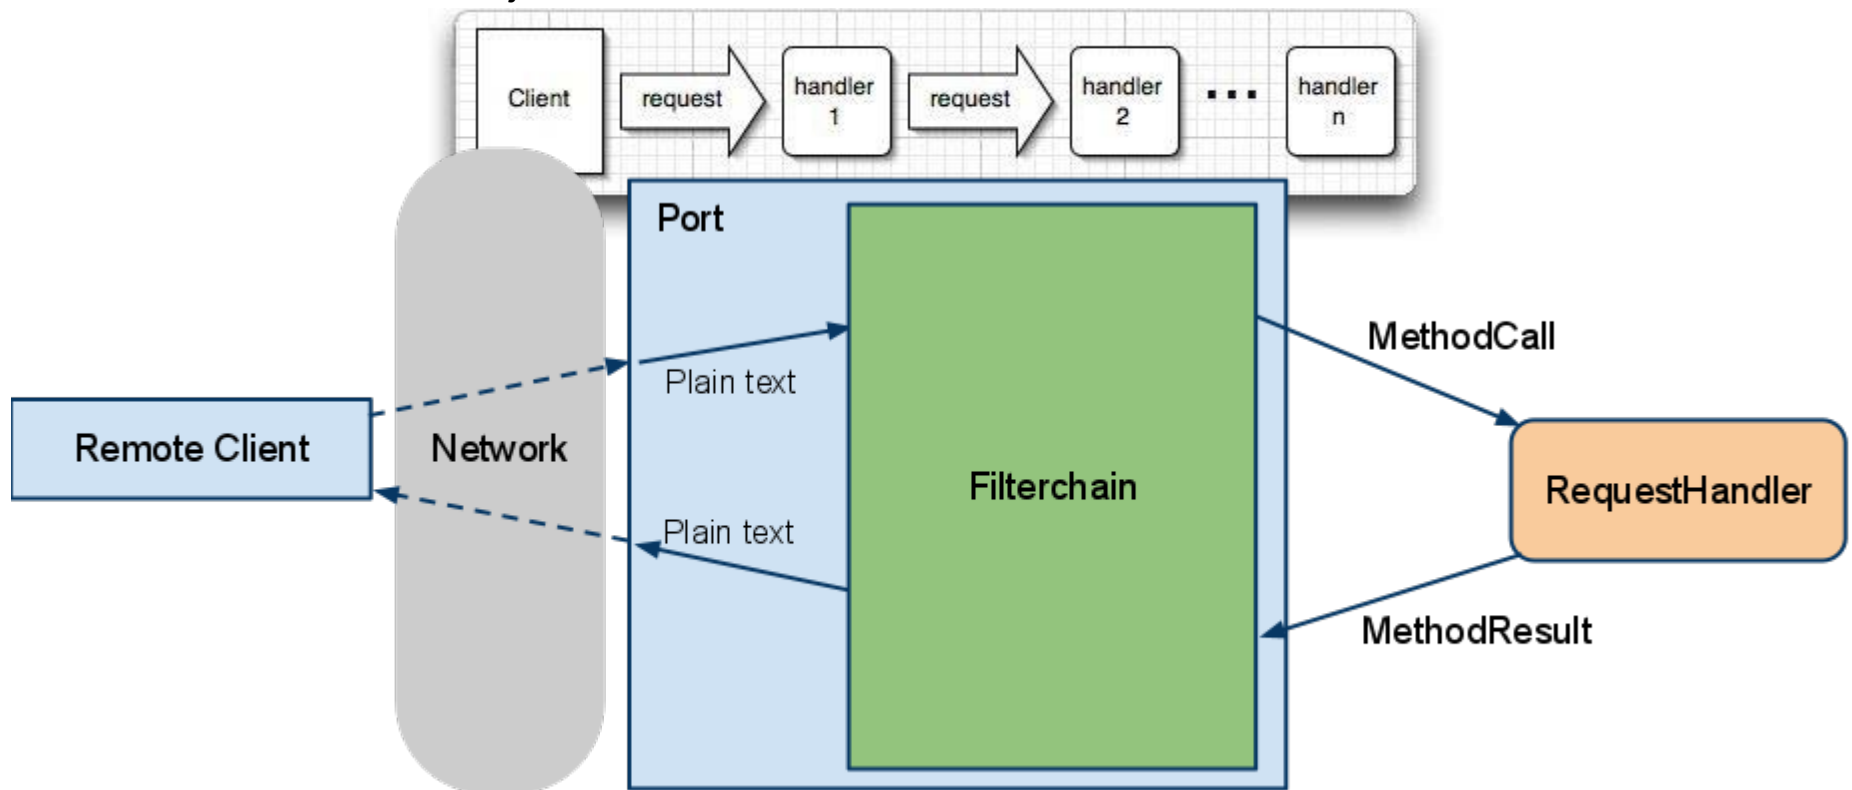 Client
request
handler
1
request
handler
2
...
handler
n
Port
MethodCall
Plain text
Remote Client
Network
Filterchain
RequestHandler
Plain text
MethodResult